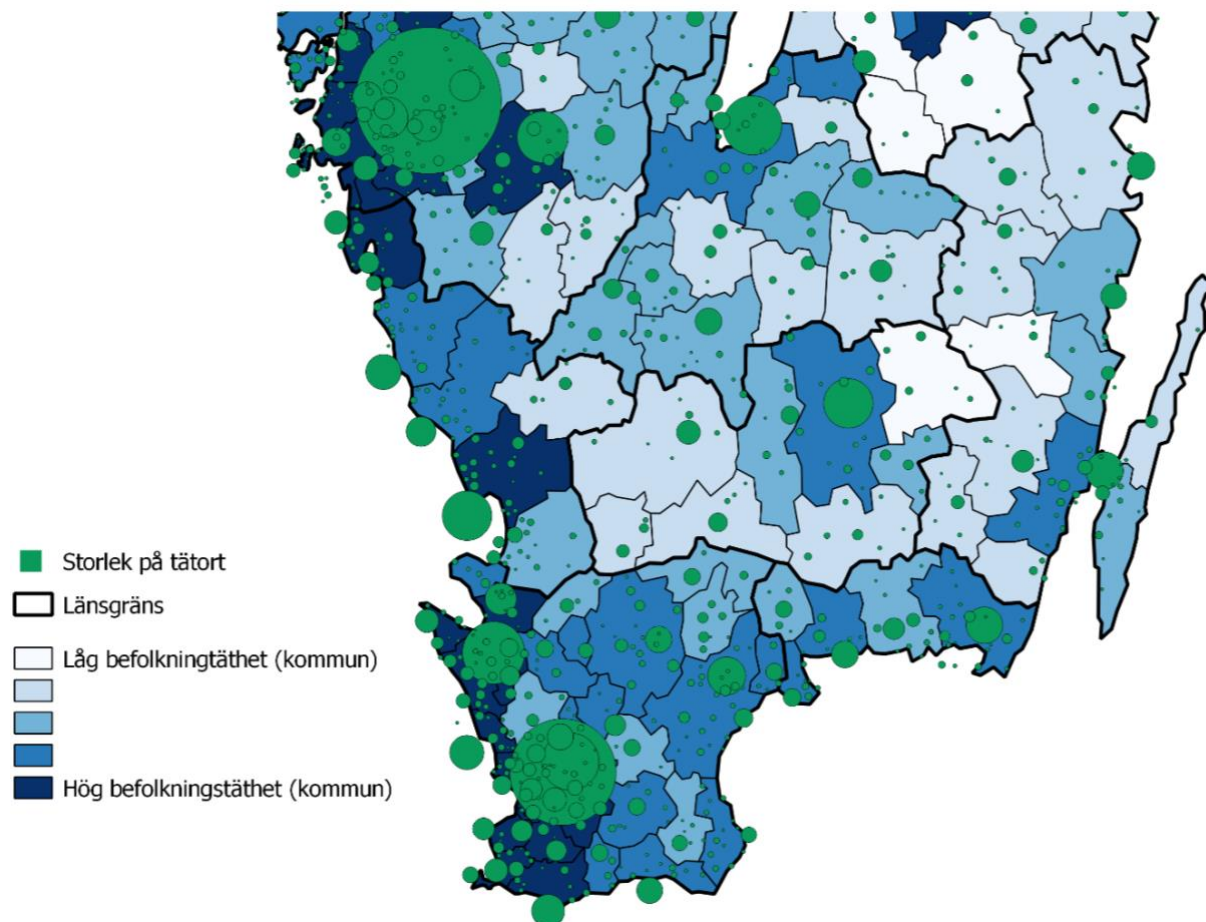 Storlek på tätort
Länsgräns
Låg befolkningtäthet (kommun)
Hög befolkningstäthet (kommun)